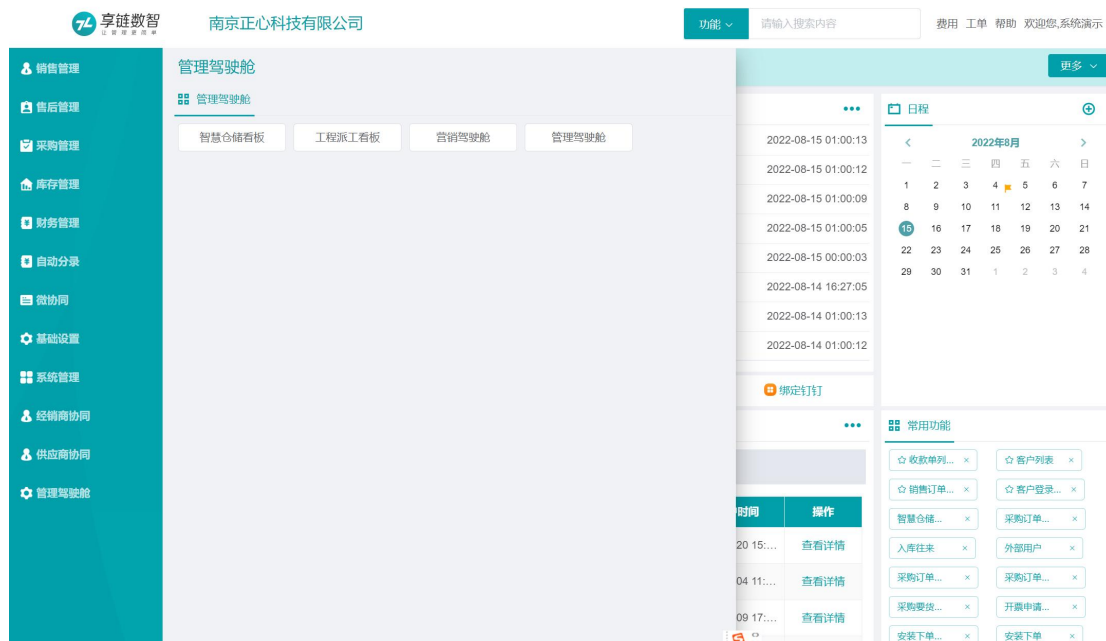 享链数智
让管理更简单
南京正心科技有限公司
功能
请输入搜索内容
费用 工单 帮助 欢迎您,系统演示
销售管理
售后管理
采购管理
库存管理
财务管理
自动分录
微协同
基础设置
系统管理
经销商协同
供应商协同
管理驾驶舱
管理驾驶舱
管理驾驶舱
智慧仓储看板 工程派工看板 营销驾驶舱 管理驾驶舱
更多
2022-08-15 01:00:13
2022-08-15 01:00:12
2022-08-15 01:00:09
2022-08-15 01:00:05
2022-08-15 00:00:03
2022-08-14 16:27:05
2022-08-14 01:00:13
2022-08-14 01:00:12
绑定钉钉
时间 操作
20 15:... 查看详情
04 11:... 查看详情
09 17:... 查看详情
日程
2022年8月
一 二 三 四 五 六 日
1 2 3 4 5 6 7
8 9 10 11 12 13 14
15 16 17 18 19 20 21
22 23 24 25 26 27 28
29 30 31 1 2 3 4
常用功能
收款单列... × 客户列表 ×
销售订单... × 客户登录... ×
智慧仓储... × 采购订单... ×
入库往来 × 外部用户 ×
采购订单... × 采购订单... ×
采购要货... × 开票申请... ×
安装下单... × 安装下单 ×